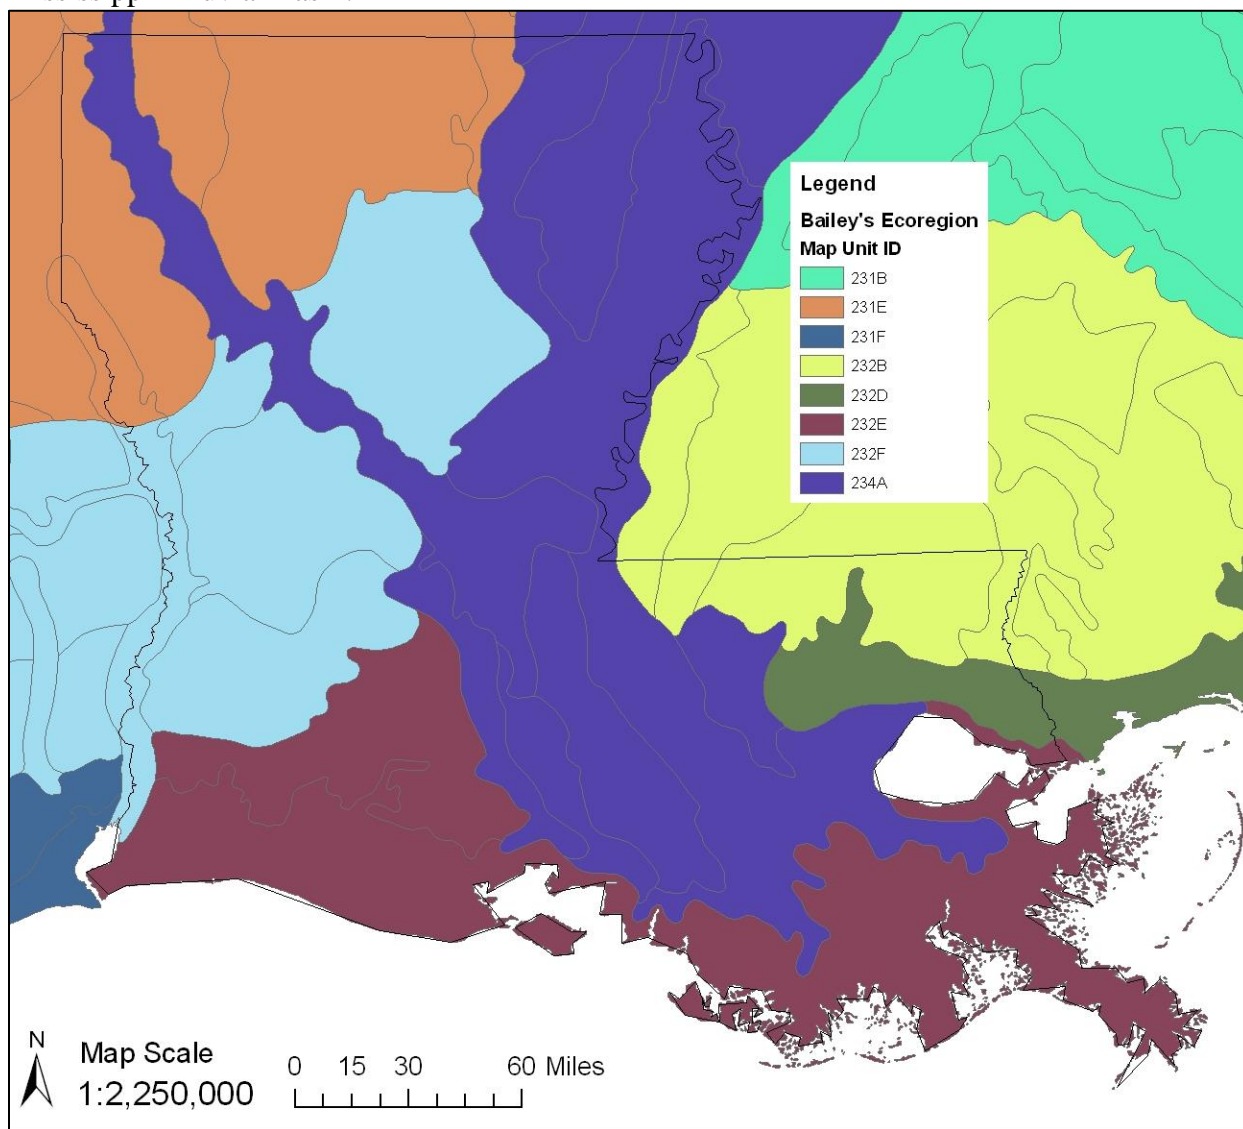 Legend
Bailey's Ecoregion
Map Unit ID
231B
231E
231F
232B
232D
232E
232F
234A
N
Map Scale
1:2,250,000
0 15 30 60 Miles